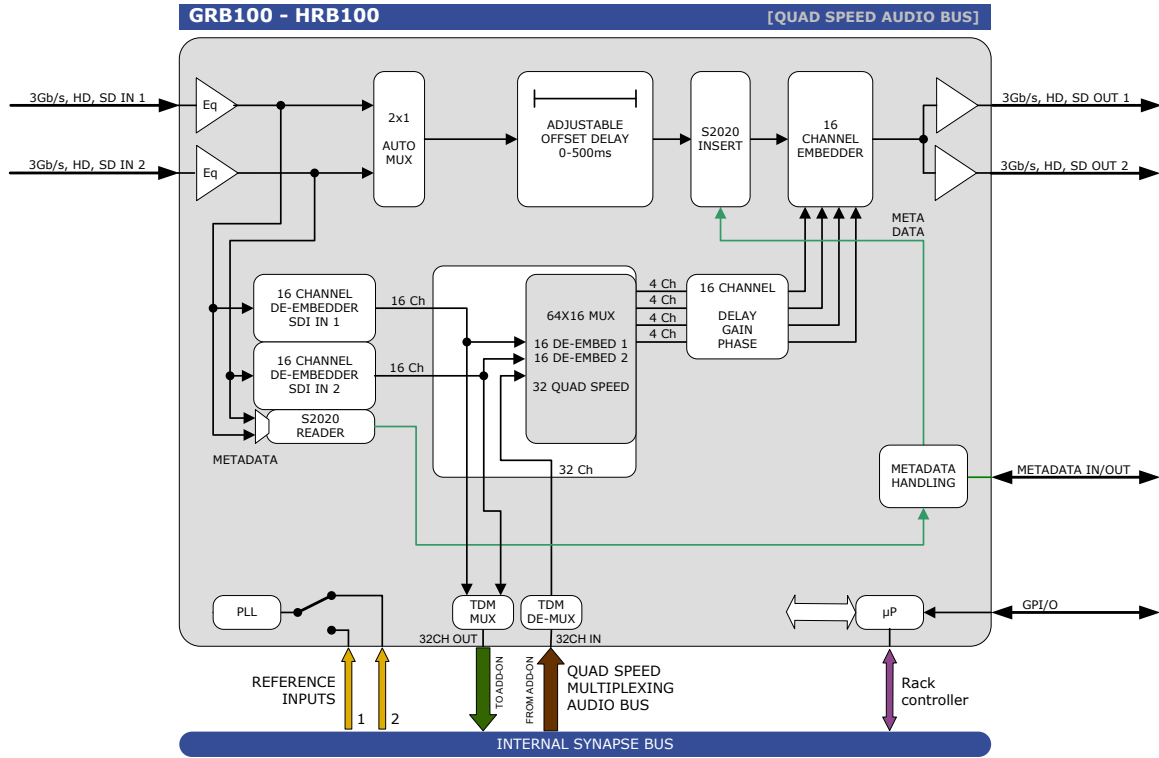 GRB100 - HRB100
[QUAD SPEED AUDIO BUS]
3Gb/s, HD, SD IN 1
Eq
2x1
AUTO
MUX
ADJUSTABLE
OFFSET DELAY
0-500ms
S2020
INSERT
16
CHANNEL
EMBEDDER
3Gb/s, HD, SD OUT 1
3Gb/s, HD, SD IN 2
Eq
3Gb/s, HD, SD OUT 2
META
DATA
16 CHANNEL
DE-EMBEDDER
SDI IN 1
16 Ch
16 CHANNEL
DE-EMBEDDER
SDI IN 2
16 Ch
S2020
READER
METADATA
64X16 MUX
16 DE-EMBED 1
16 DE-EMBED 2
32 QUAD SPEED
32 Ch
4 Ch
4 Ch
4 Ch
4 Ch
16 CHANNEL
DELAY
GAIN
PHASE
METADATA
HANDLING
METADATA IN/OUT
PLL
TDM
MUX
TDM
DE-MUX
µP
GPI/O
32CH OUT
32CH IN
REFERENCE
INPUTS
1
2
TO ADD-ON
FROM ADD-ON
QUAD SPEED
MULTIPLEXING
AUDIO BUS
Rack
controller
INTERNAL SYNAPSE BUS